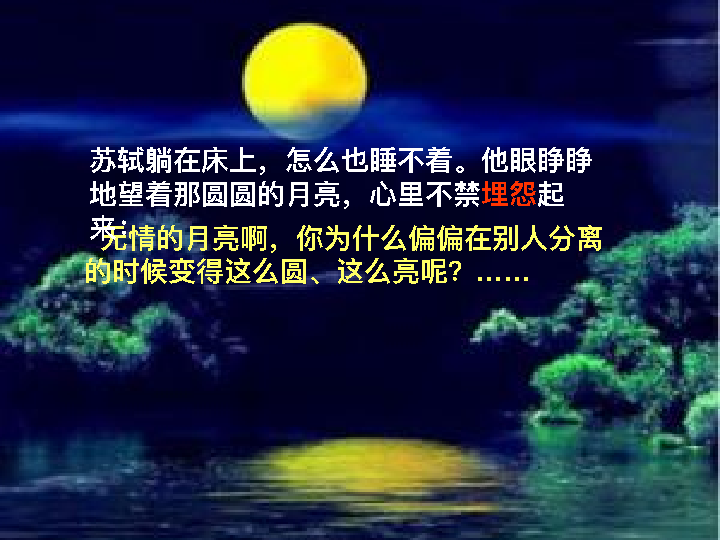 苏轼躺在床上，怎么也睡不着。他眼睁睁
地望着那圆圆的月亮，心里不禁埋怨起
来：
无情的月亮啊，你为什么偏偏在别人分离
的时候变得这么圆、这么亮呢？……